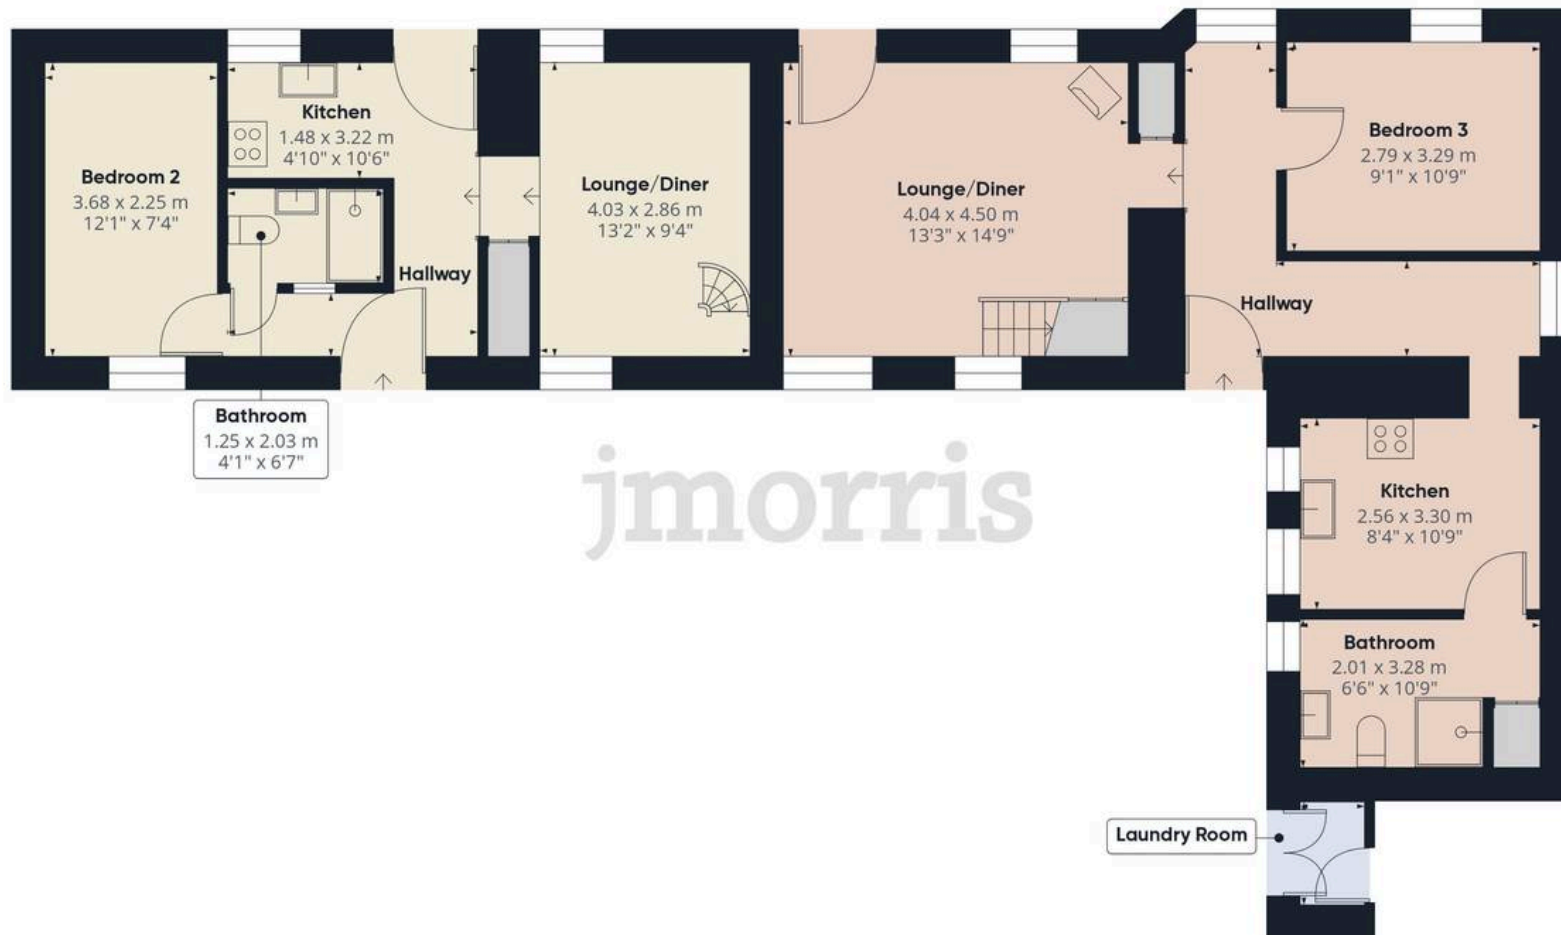 Bedroom 2
3.68 x 2.25 m
12'1" x 7'4"
Kitchen
1.48 x 3.22 m
4'10" x 10'6"
Lounge/Diner
4.03 x 2.86 m
13'2" x 9'4"
Hallway
Bathroom
1.25 x 2.03 m
4'1" x 6'7"
Lounge/Diner
4.04 x 4.50 m
13'3" x 14'9"
Bedroom 3
2.79 x 3.29 m
9'1" x 10'9"
Hallway
Kitchen
2.56 x 3.30 m
8'4" x 10'9"
Bathroom
2.01 x 3.28 m
6'6" x 10'9"
Laundry Room
jmorris